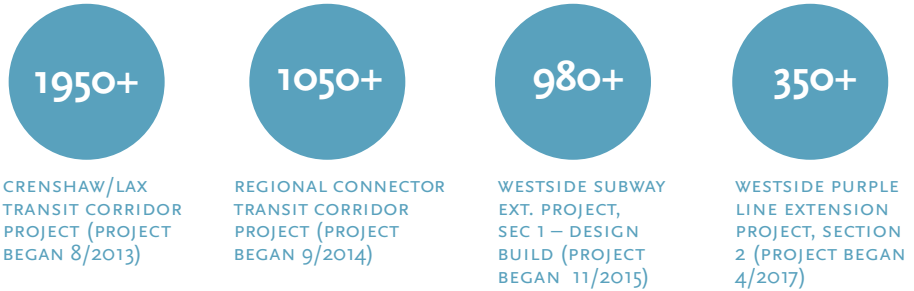 1950+
CRENSHAW/LAX
TRANSIT CORRIDOR
PROJECT (PROJECT
BEGAN 8/2013)
1050+
REGIONAL CONNECTOR
TRANSIT CORRIDOR
PROJECT (PROJECT
BEGAN 9/2014)
980+
WESTSIDE SUBWAY
EXT. PROJECT,
SEC 1 – DESIGN
BUILD (PROJECT
BEGAN 11/2015)
350+
WESTSIDE PURPLE
LINE EXTENSION
PROJECT, SECTION
2 (PROJECT BEGAN
4/2017)